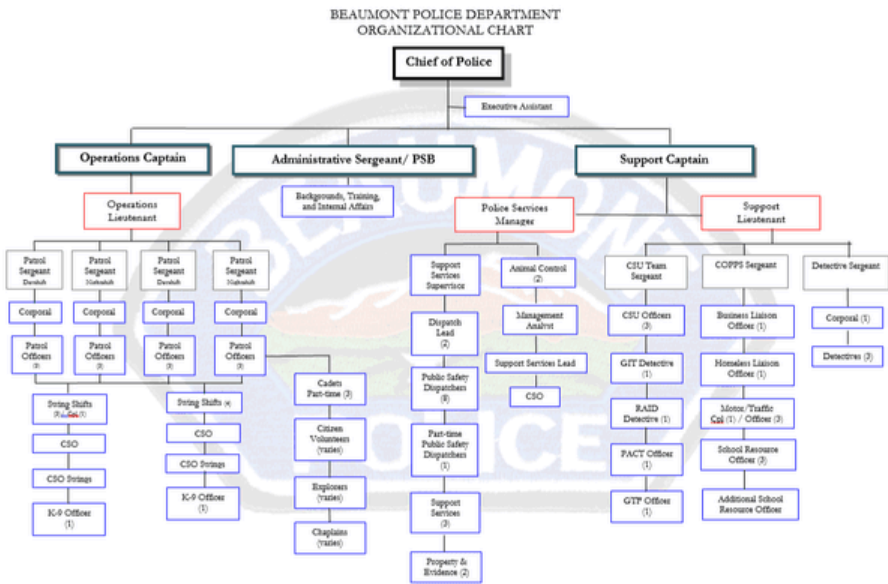 BEAUMONT POLICE DEPARTMENT
ORGANIZATIONAL CHART
Chief of Police
Executive Assistant
Operations Captain
Administrative Sergeant/ PSB
Support Captain
Backgrounds, Training,
and Internal Affairs
Operations
Lieutenant
Police Services
Manager
Support
Lieutenant
Patrol
Sergeant
Patrol
Sergeant
Patrol
Sergeant
Patrol
Sergeant
Corporal
Corporal
Corporal
Corporal
Patrol
Officers
Patrol
Officers
Patrol
Officers
Patrol
Officers
Swing Shifts
CSO
CSO Swings
K-9 Officer
(1)
Swing Shifts
CSO
CSO Swings
K-9 Officer
(1)
Cadets
Part-time (3)
Citizen
Volunteers
(varies)
Explorers
(varies)
Chaplains
(varies)
Support
Services
Supervisor
Dispatch
Lead
(2)
Public Safety
Dispatchers
(8)
Part-time
Public Safety
Dispatchers
(1)
Support
Services
(3)
Property &
Evidence (2)
Animal Control
(2)
Management
Analyst
Support Services Lead
CSO
CSU Team
Sergeant
CSU Officers
(3)
GIT Detective
(1)
RAID
Detective (1)
PACT Officer
(1)
GTP Officer
(1)
COPPS Sergeant
Business Liaison
Officer (1)
Homeless Liaison
Officer (1)
Motor/Traffic
Cpl (1) / Officer (3)
School Resource
Officer (3)
Additional School
Resource Officer
Detective Sergeant
Corporal (1)
Detectives (3)
BEAUMONT
POLICE